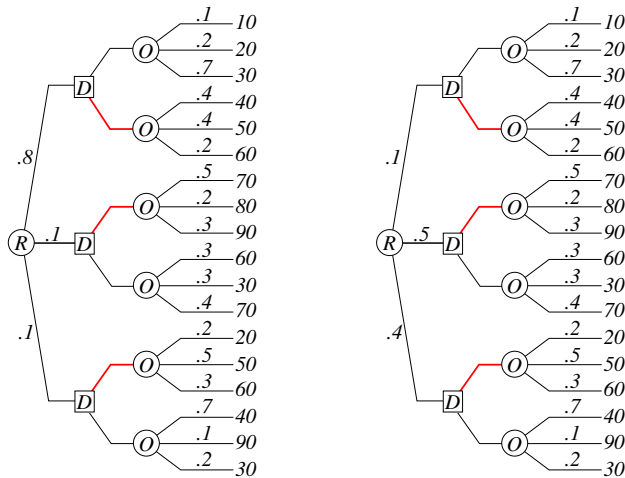 .1 10 .1 10
O .2 20 O .2 20
.7 30 .7 30
D D
.4 40 .4 40
O .4 50 O .4 50
.2 60 .2 60
.8 .1
.5 70 .5 70
O .2 80 O .2 80
.3 90 .3 90
R .1 D R .5 D
.3 60 .3 60
O .3 30 O .3 30
.4 70 .4 70
.1 .4
.2 20 .2 20
O .5 50 O .5 50
.3 60 .3 60
D D
.7 40 .7 40
O .1 90 O .1 90
.2 30 .2 30